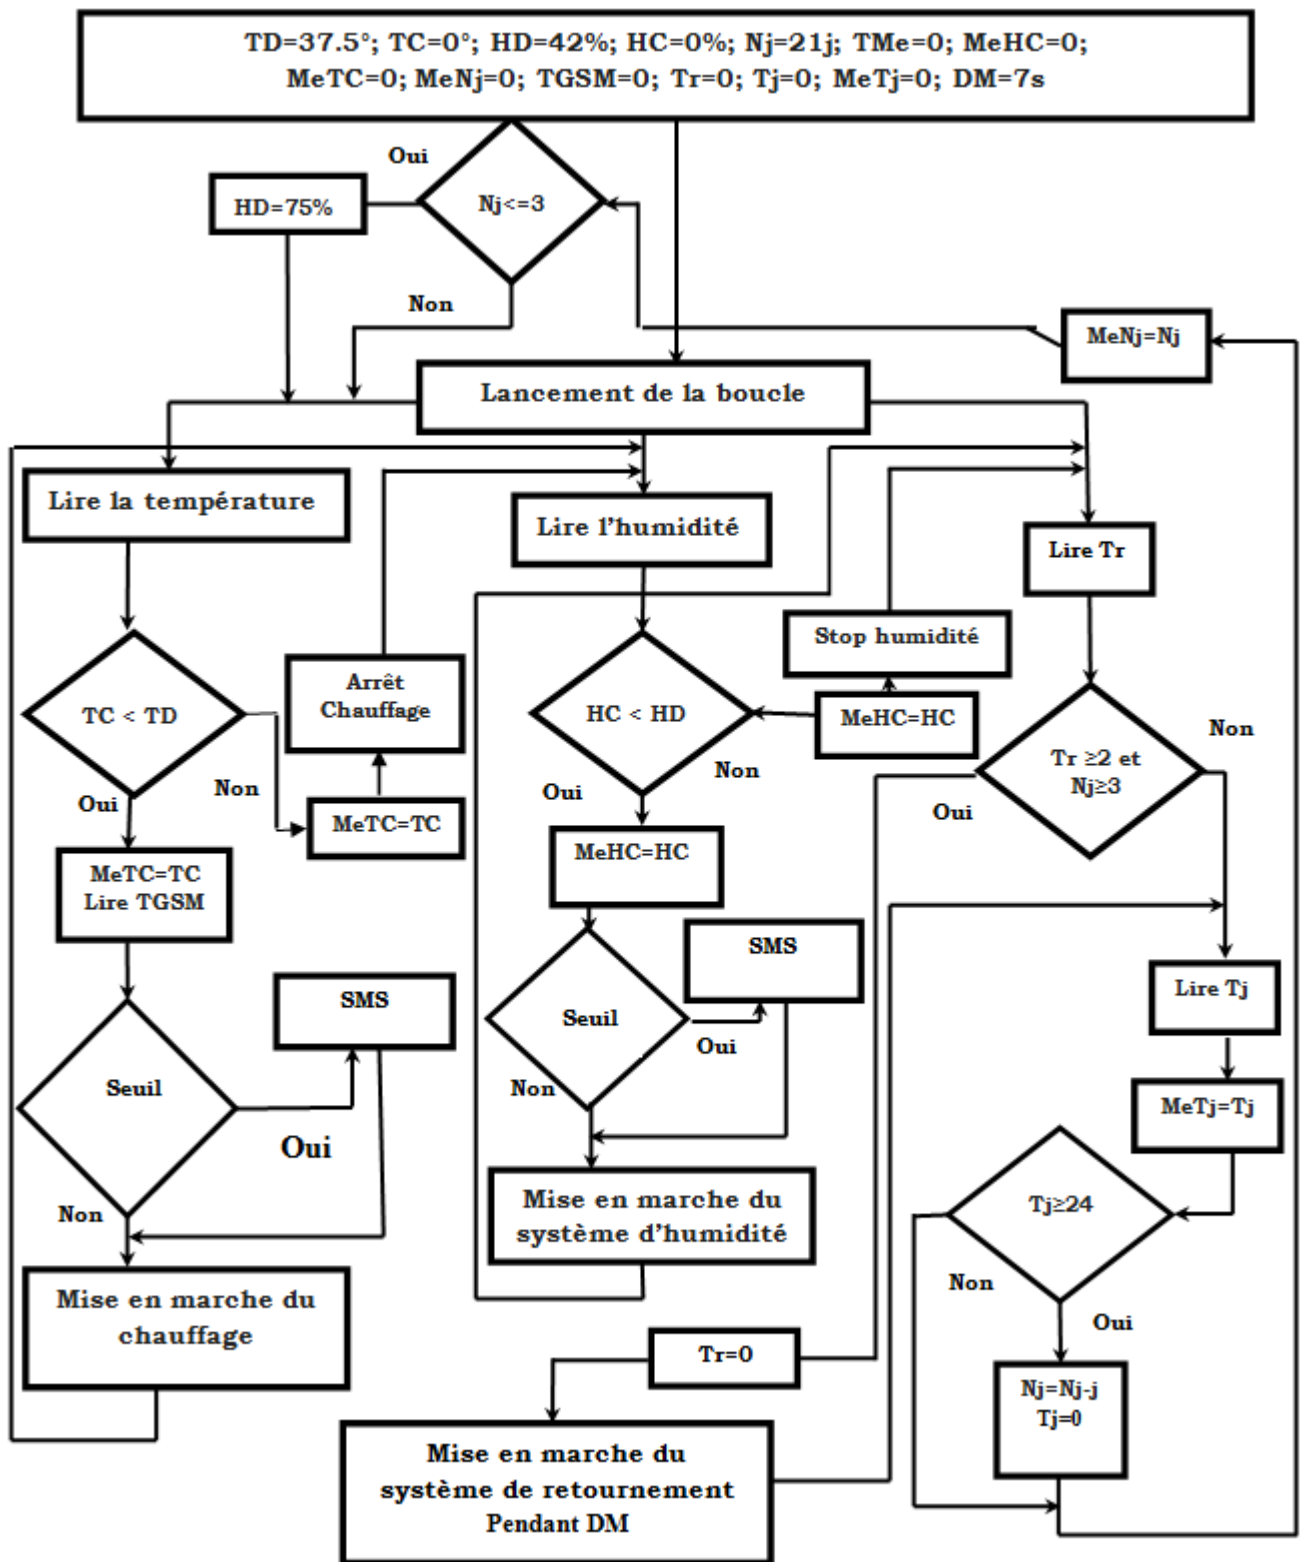 TD=37.5°; TC=0°; HD=42%; HC=0%; Nj=21j; TMe=0; MeHC=0;
MeTC=0; MeNj=0; TGSM=0; Tr=0; Tj=0; MeTj=0; DM=7s
Oui
HD=75%
Nj<=3
Non
MeNj=Nj
Lancement de la boucle
Lire la température
Lire l'humidité
Lire Tr
Stop humidité
Arrêt
Chauffage
TC < TD
HC < HD
MeHC=HC
Non
Tr ≥2 et
Nj≥3
Non
Non
Oui
Oui
Oui
MeTC=TC
MeHC=HC
MeTC=TC
Lire TGSM
SMS
Lire Tj
SMS
Seuil
Oui
Non
Seuil
MeTj=Tj
Oui
Non
Mise en marche du
système d'humidité
Tj≥24
Non
Oui
Mise en marche du
chauffage
Tr=0
Nj=Nj-j
Tj=0
Mise en marche du
système de retournement
Pendant DM